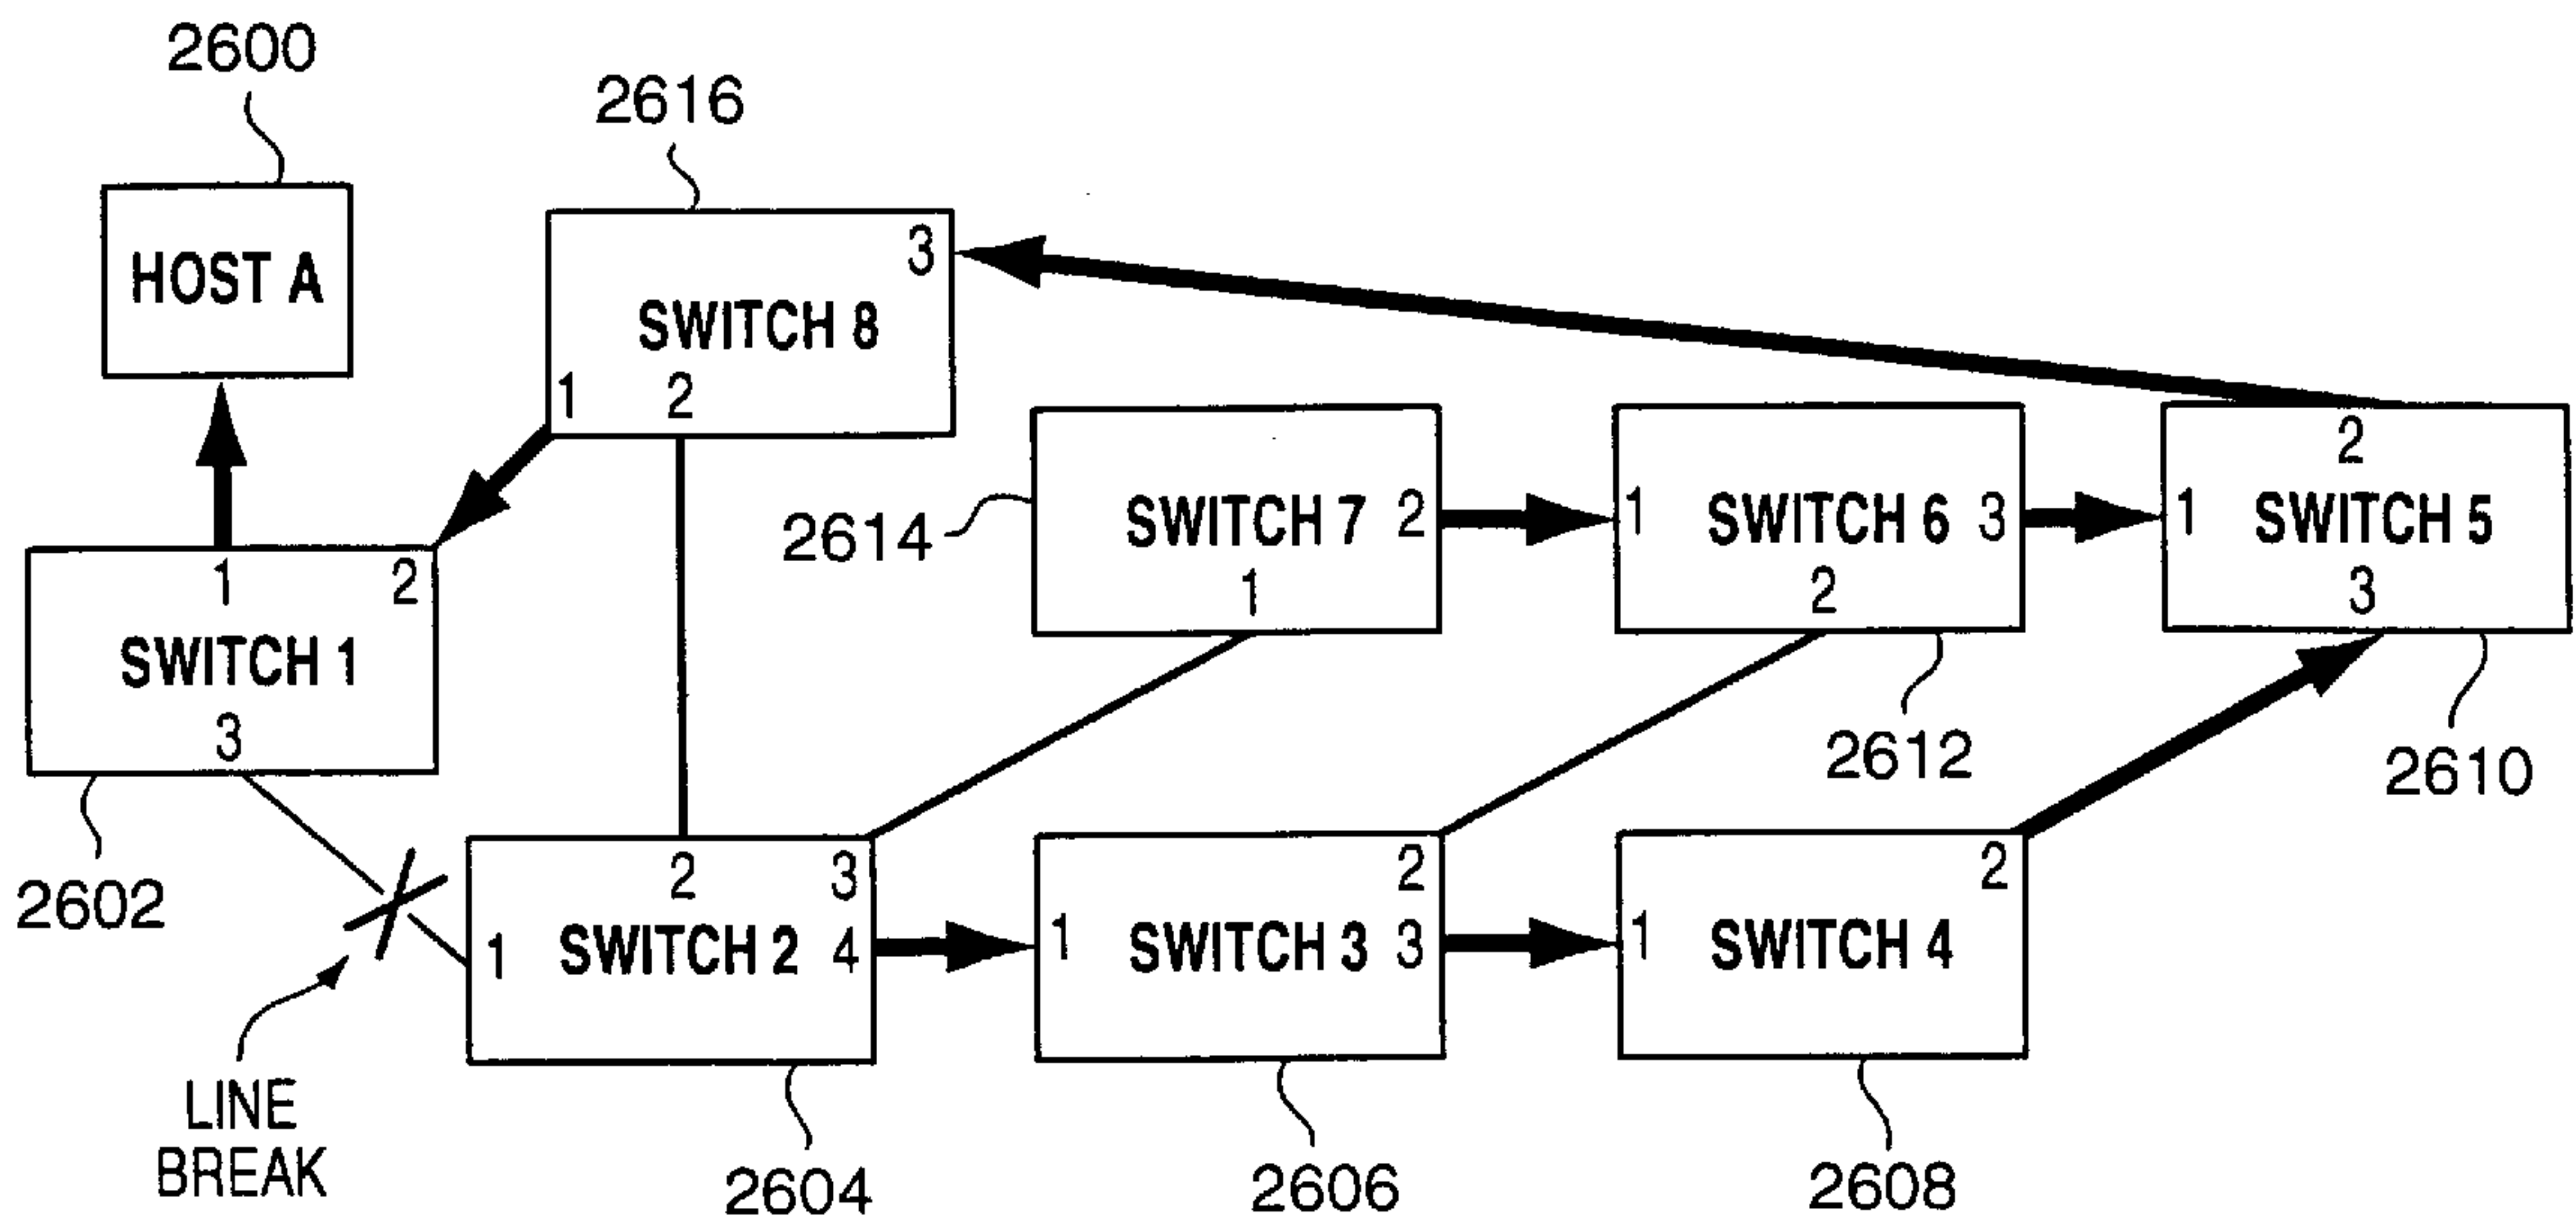 2600
2616
HOST A
3
SWITCH 8
1 2
2
SWITCH 7 2
1 SWITCH 6 3
1 SWITCH 5
2614
1
2
3
1 2
SWITCH 1
3
2612
2610
2602
2 3
1 SWITCH 2 4
2
1 SWITCH 3 3
2
1 SWITCH 4
LINE
BREAK
2604
2606
2608